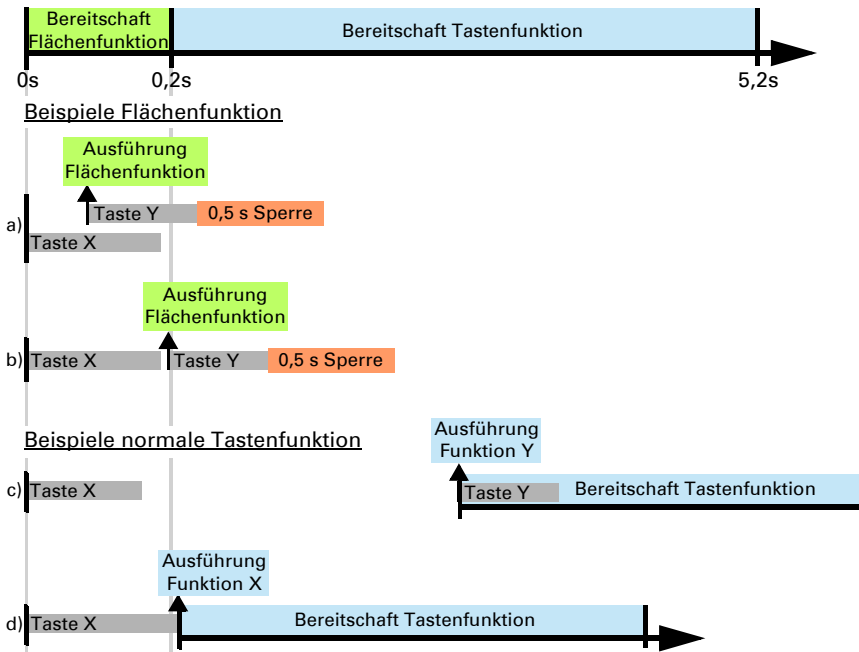 Bereitschaft
Flächenfunktion
Bereitschaft Tastenfunktion
0s
0,2s
5,2s
Beispiele Flächenfunktion
Ausführung
Flächenfunktion
a)
Taste Y
0,5 s Sperre
Taste X
Ausführung
Flächenfunktion
b)
Taste X
Taste Y
0,5 s Sperre
Beispiele normale Tastenfunktion
Ausführung
Funktion Y
c)
Taste X
Taste Y
Bereitschaft Tastenfunktion
Ausführung
Funktion X
d)
Taste X
Bereitschaft Tastenfunktion